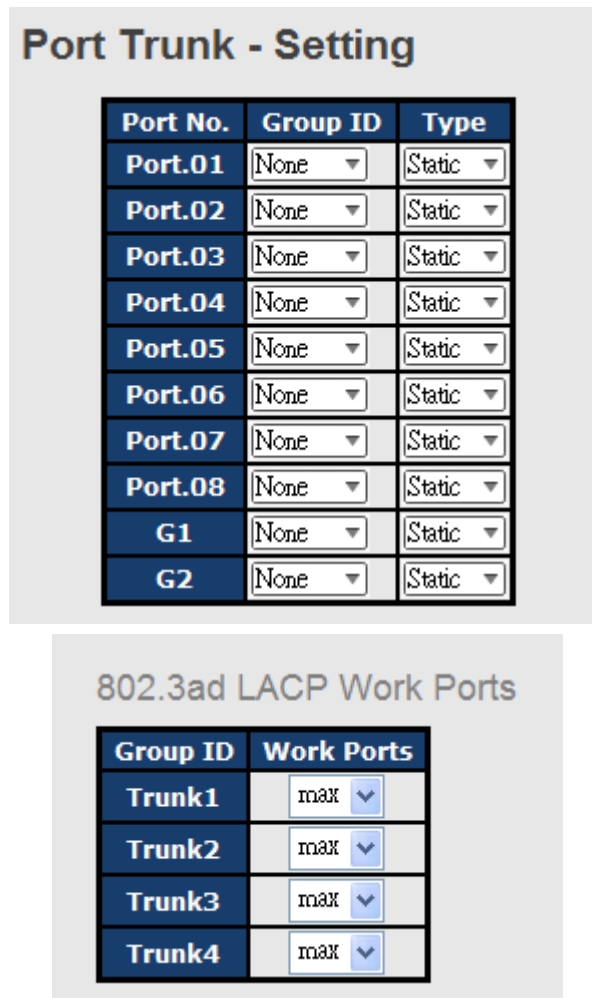 Port Trunk - Setting
Port No. Group ID Type
Port.01 None Static
Port.02 None Static
Port.03 None Static
Port.04 None Static
Port.05 None Static
Port.06 None Static
Port.07 None Static
Port.08 None Static
G1 None Static
G2 None Static
802.3ad LACP Work Ports
Group ID Work Ports
Trunk1 max
Trunk2 max
Trunk3 max
Trunk4 max